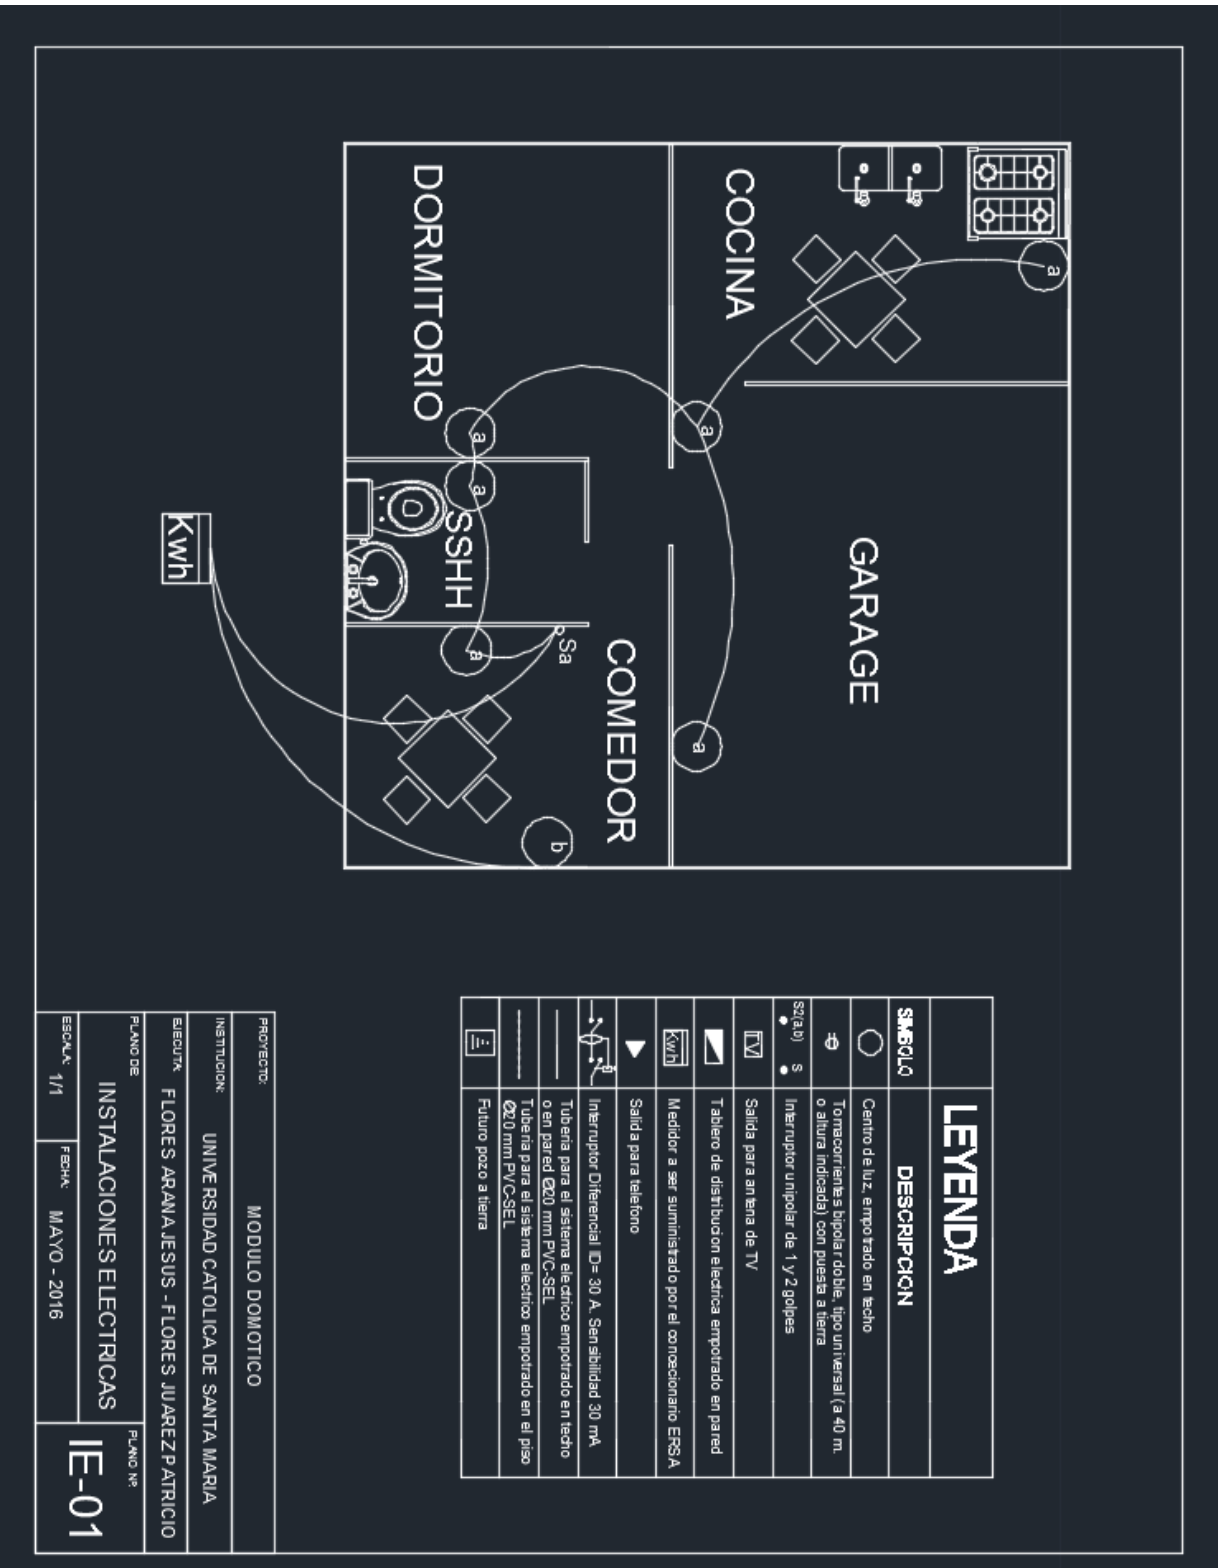 COCINA
DORMITORIO
GARAGE
SSHH
COMEDOR
a
a
a
a
a
a
b
Sa
Kwh
LEYENDA
SIMBOLO DESCRIPCION
Centro de luz, empotrado en techo
Tomacorrientes bipolar doble, tipo universal (a 40 m.
o altura indicada) con puesta a tierra
S2(a,b) S Interruptor unipolar de 1 y 2 golpes
TV Salida para antena de TV
Tablero de distribucion electrica empotrado en pared
Kwh Medidor a ser suministrado por el concecionario ERSA
Salida para telefono
Interruptor Diferencial ID= 30 A. Sensibilidad 30 mA
Tuberia para el sistema electrico empotrado en techo
o en pared Ø20 mm PVC-SEL
Tuberia para el sistema electrico empotrado en el piso
Ø20 mm PVC-SEL
Futuro pozo a tierra
PROYECTO: MODULO DOMOTICO
INSTITUCION: UNIVERSIDAD CATOLICA DE SANTA MARIA
EJECUTA: FLORES ARANA JESUS - FLORES JUAREZ PATRICIO
PLANO DE: INSTALACIONES ELECTRICAS
PLANO Nº: IE-01
ESCALA: 1/1
FECHA: MAYO - 2016